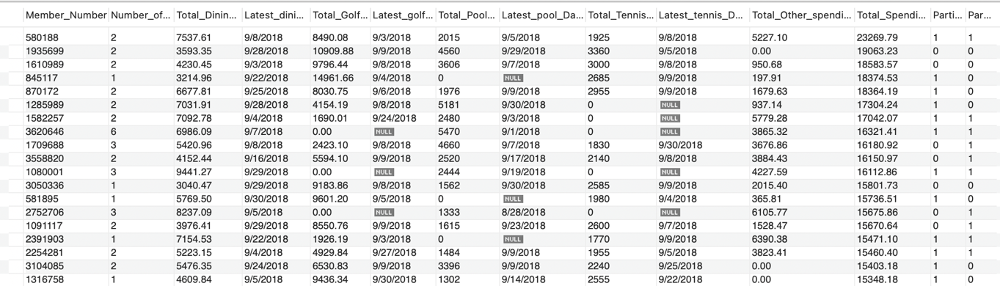 Member_Number Number_of... Total_Dinin... Latest_dini... Total_Golf... Latest_golf... Total_Pool... Latest_pool_Da... Total_Tennis... Latest_tennis_D... Total_Other_spendi... Total_Spendi... Parti... Par...
580188 2 7537.61 9/8/2018 8490.08 9/3/2018 2015 9/5/2018 1925 9/8/2018 5227.10 23269.79 1 1
1935699 2 3593.35 9/28/2018 10909.88 9/9/2018 4560 9/29/2018 3360 9/5/2018 0.00 19063.23 0 0
1610989 2 4230.45 9/3/2018 9796.44 9/8/2018 3606 9/7/2018 3000 9/8/2018 950.68 18583.57 0 0
845117 1 3214.96 9/22/2018 14961.66 9/4/2018 0 NULL 2685 9/9/2018 197.91 18374.53 1 0
870172 2 6677.81 9/25/2018 8030.75 9/6/2018 1976 9/9/2018 2955 9/9/2018 1679.63 18364.19 1 0
1285989 2 7031.91 9/28/2018 4154.19 9/8/2018 5181 9/30/2018 0 NULL 937.14 17304.24 1 0
1582257 2 7092.78 9/4/2018 1690.01 9/24/2018 2480 9/3/2018 0 NULL 5779.28 17042.07 1 1
3620646 6 6986.09 9/7/2018 0.00 NULL 5470 9/1/2018 0 NULL 3865.32 16321.41 1 1
1709688 3 5420.96 9/8/2018 2423.10 9/8/2018 4660 9/7/2018 1830 9/30/2018 3676.86 16180.92 0 1
3558820 2 4152.44 9/16/2018 5594.10 9/9/2018 2520 9/17/2018 2140 9/8/2018 3884.43 16150.97 0 1
1080001 3 9441.27 9/29/2018 0.00 NULL 2444 9/19/2018 0 NULL 4227.59 16112.86 1 1
3050336 1 3040.47 9/29/2018 9183.86 9/8/2018 1562 9/30/2018 2585 9/9/2018 2015.40 15801.73 0 0
581895 1 5769.50 9/30/2018 9601.20 9/5/2018 0 NULL 1980 9/4/2018 365.81 15736.51 1 0
2752706 3 8237.09 9/5/2018 0.00 NULL 1333 8/28/2018 0 NULL 6105.77 15675.86 0 1
1091117 2 3976.41 9/29/2018 8550.76 9/9/2018 1615 9/23/2018 2600 9/7/2018 1528.47 15670.64 0 1
2391903 1 7154.53 9/22/2018 1926.19 9/3/2018 0 NULL 1770 9/9/2018 6390.38 15471.10 1 1
2254281 2 5223.15 9/4/2018 4929.84 9/27/2018 1484 9/9/2018 1955 9/5/2018 3823.41 15460.40 1 1
3104085 2 5476.35 9/24/2018 6530.83 9/9/2018 3396 9/9/2018 2240 9/25/2018 0.00 15403.18 1 0
1316758 1 4609.84 9/5/2018 9436.34 9/30/2018 1302 9/14/2018 2555 9/22/2018 0.00 15348.18 1 0